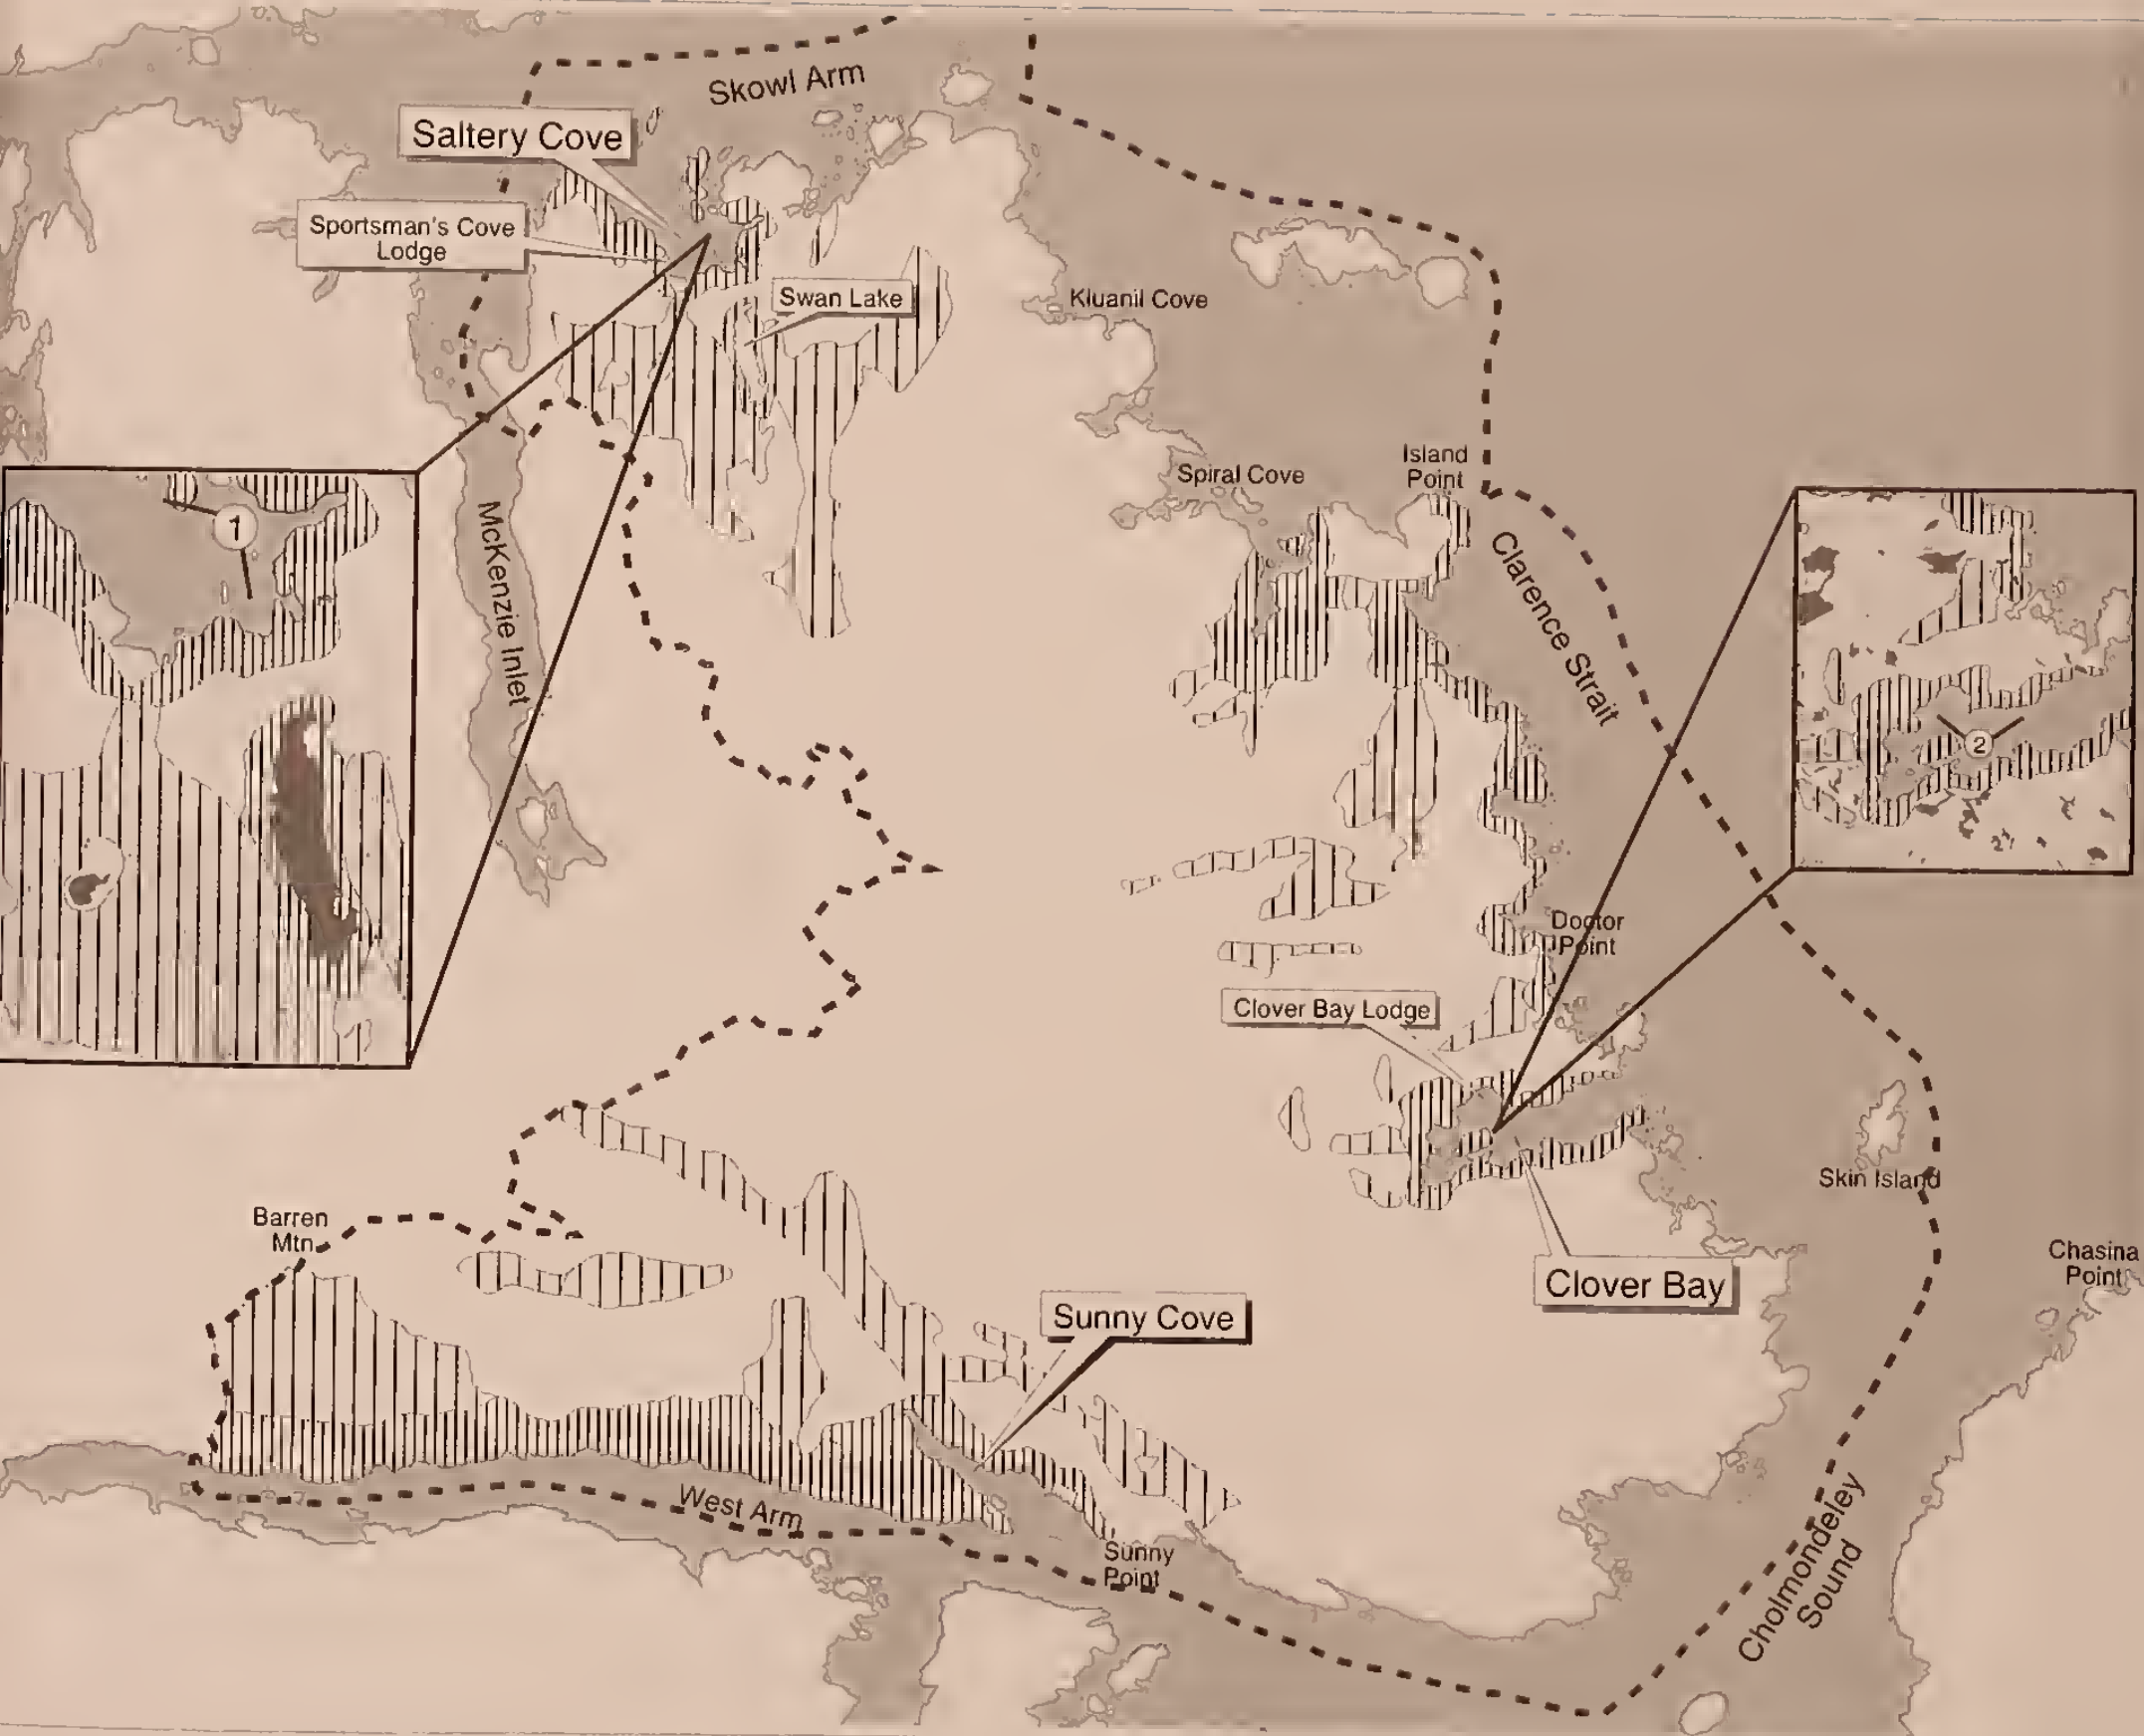 Skowl Arm
Saltery Cove
Sportsman's Cove
Lodge
Swan Lake
Kluanil Cove
Island
Point
Spiral Cove
1
McKenzie Inlet
Clarence Strait
2
Doctor
Point
Clover Bay Lodge
Skin Island
Barren
Mtn.
Chasina
Point
Clover Bay
Sunny Cove
West Arm
Sunny
Point
Cholmondeley
Sound